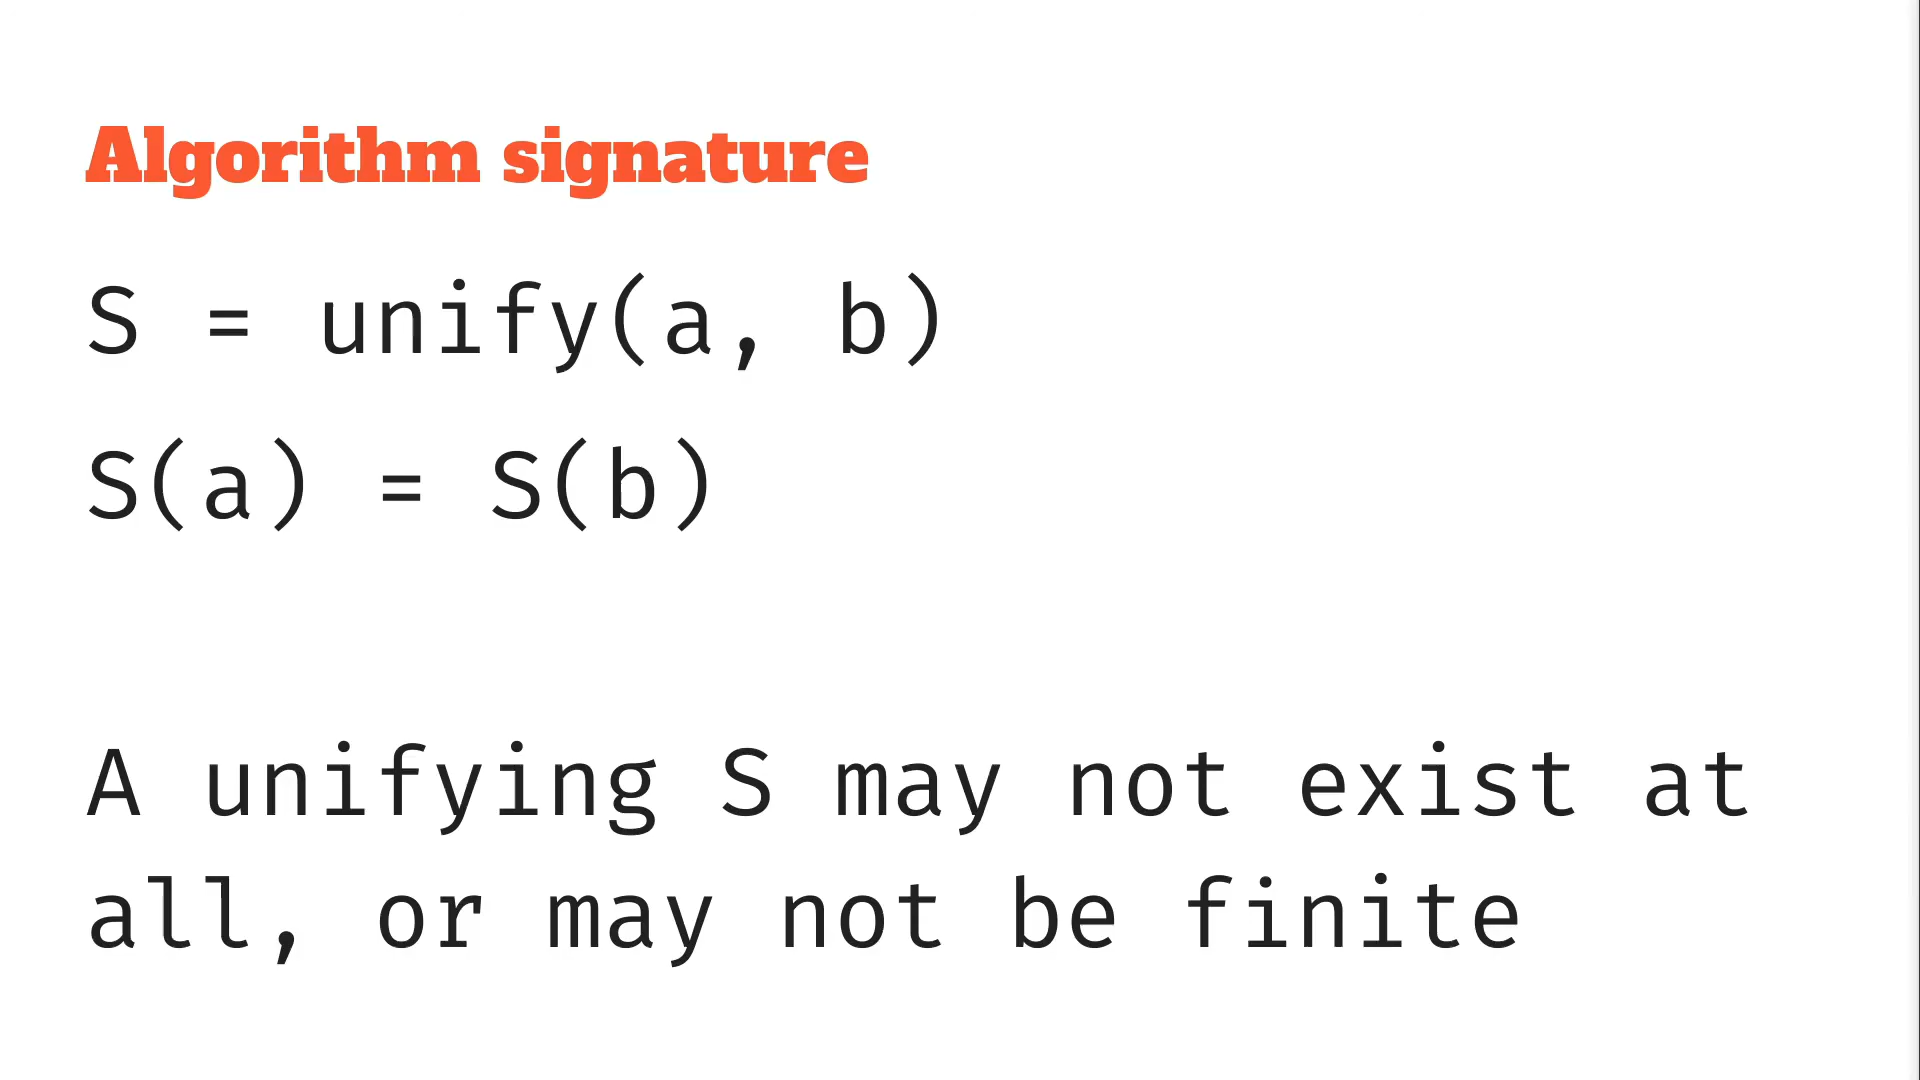 Algorithm signature
S = unify(a, b)
S(a) = S(b)
A unifying S may not exist at
all, or may not be finite